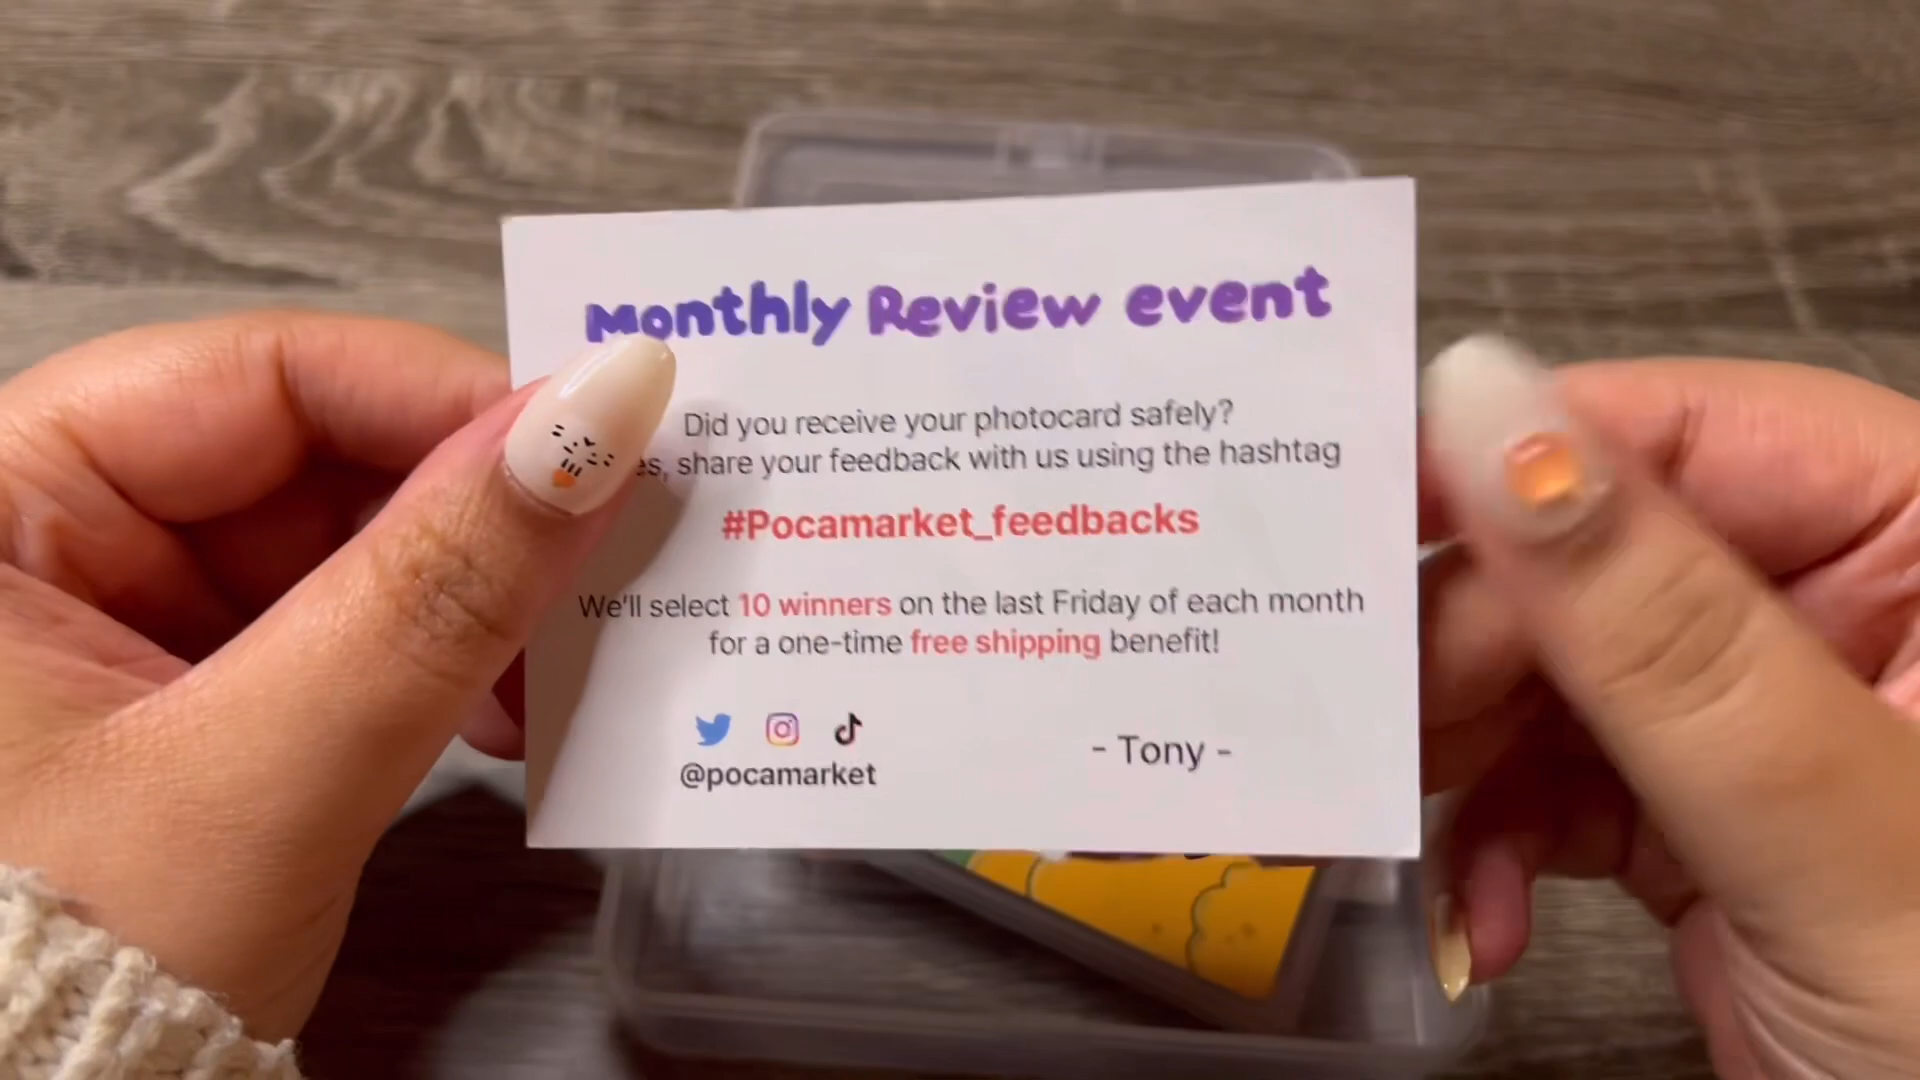 Monthly Review event
Did you receive your photocard safely?
share your feedback with us using the hashtag
#Pocamarket_feedbacks
We'll select 10 winners on the last Friday of each month
for a one-time free shipping benefit!
@pocamarket
- Tony -